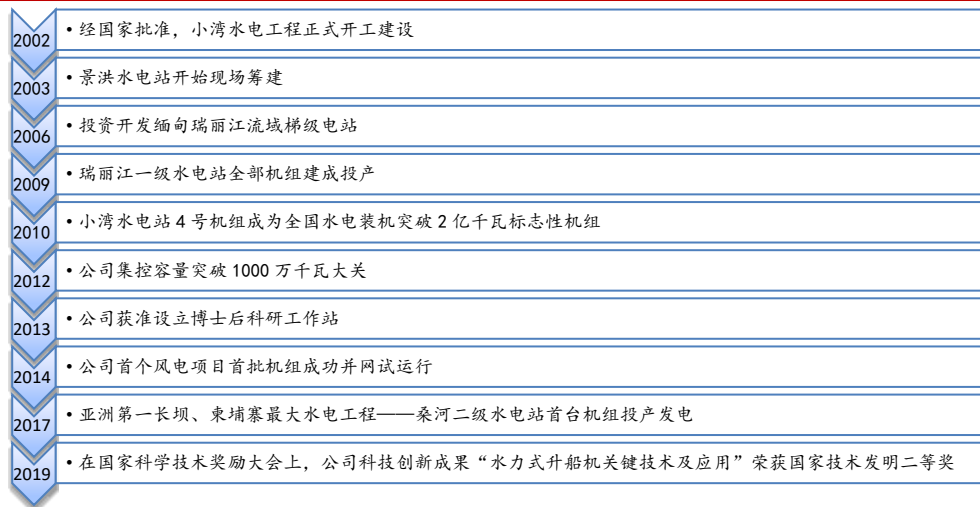 2002
•经国家批准，小湾水电工程正式开工建设
2003
•景洪水电站开始现场筹建
2006
•投资开发缅甸瑞丽江流域梯级电站
2009
•瑞丽江一级水电站全部机组建成投产
2010
•小湾水电站4号机组成为全国水电装机突破2亿千瓦标志性机组
2012
•公司集控容量突破1000万千瓦大关
2013
•公司获准设立博士后科研工作站
2014
•公司首个风电项目首批机组成功并网试运行
2017
•亚洲第一长坝、柬埔寨最大水电工程——桑河二级水电站首台机组投产发电
2019
•在国家科学技术奖励大会上，公司科技创新成果“水力式升船机关键技术及应用”荣获国家技术发明二等奖